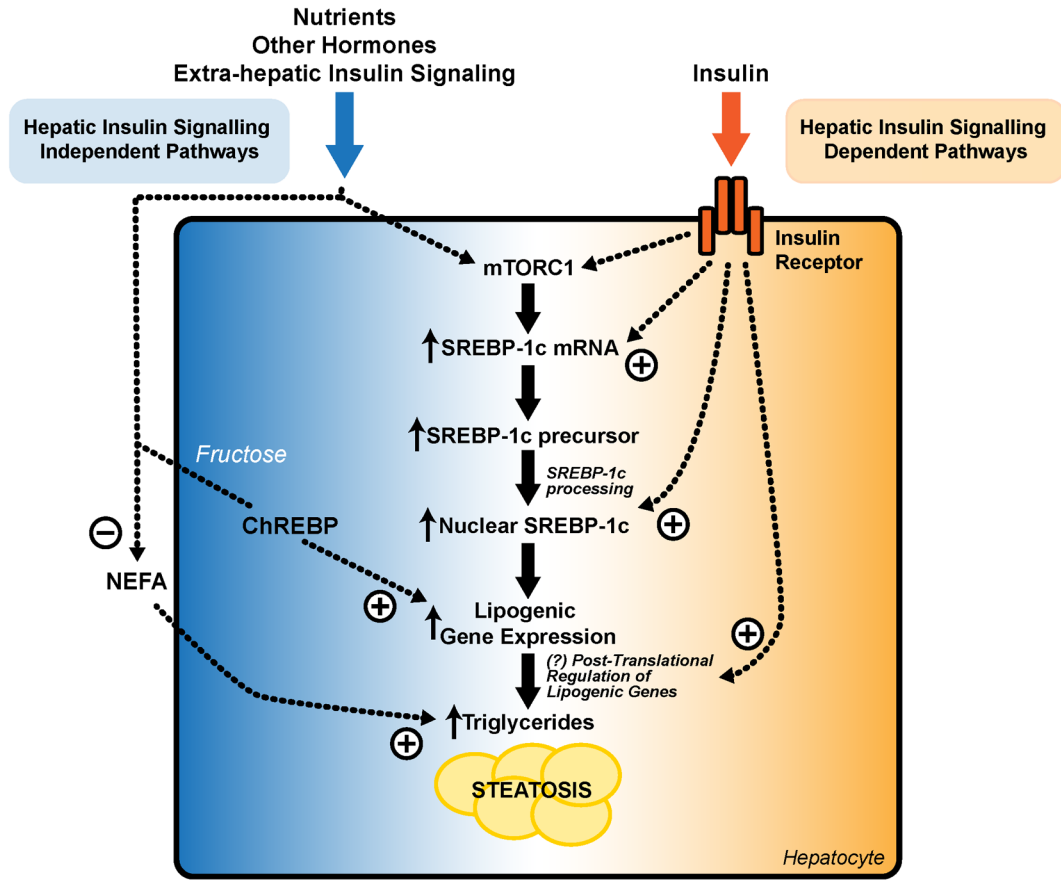 Nutrients
Other Hormones
Extra-hepatic Insulin Signaling
Insulin
Hepatic Insulin Signalling
Independent Pathways
Hepatic Insulin Signalling
Dependent Pathways
Insulin
Receptor
mTORC1
SREBP-1c mRNA
+
SREBP-1c precursor
Fructose
SREBP-1c
processing
ChREBP
Nuclear SREBP-1c
+
−
NEFA
+
Lipogenic
Gene Expression
+
(?) Post-Translational
Regulation of
Lipogenic Genes
Triglycerides
+
STEATOSIS
Hepatocyte